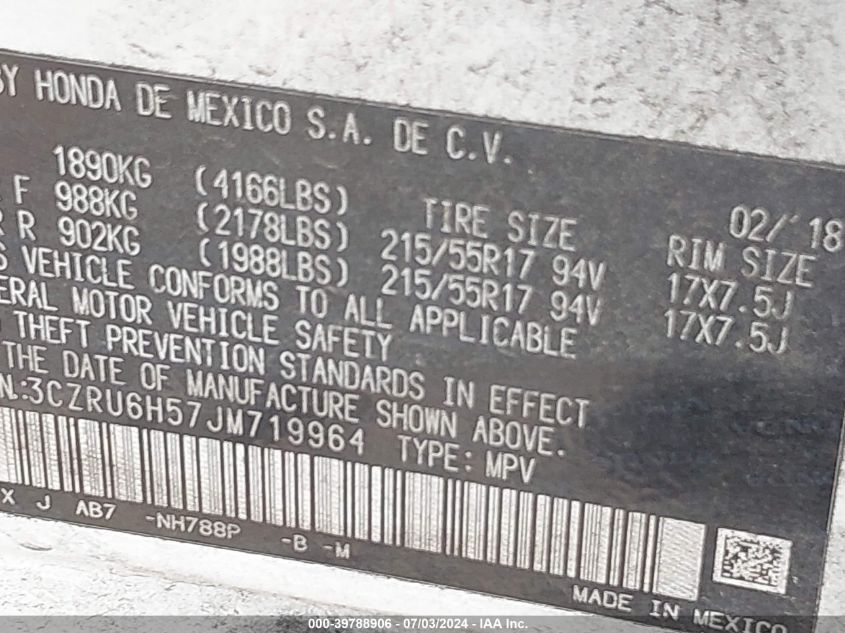 BY HONDA DE MEXICO S.A. DE C.V.
1890KG (4166LBS) TIRE SIZE 02/'18
F 988KG (2178LBS) 215/55R17 94V RIM SIZE
R 902KG (1988LBS) 215/55R17 94V 17X7.5J
17X7.5J
VEHICLE CONFORMS TO ALL APPLICABLE
ERAL MOTOR VEHICLE SAFETY
THEFT PREVENTION STANDARDS IN EFFECT
THE DATE OF MANUFACTURE SHOWN ABOVE.
N.:3CZRU6H57JM719964 TYPE: MPV
X J AB7 -NH788P -B -M
MADE IN MEXICO
000-39788906 / 07/03/2024 - IAA Inc.